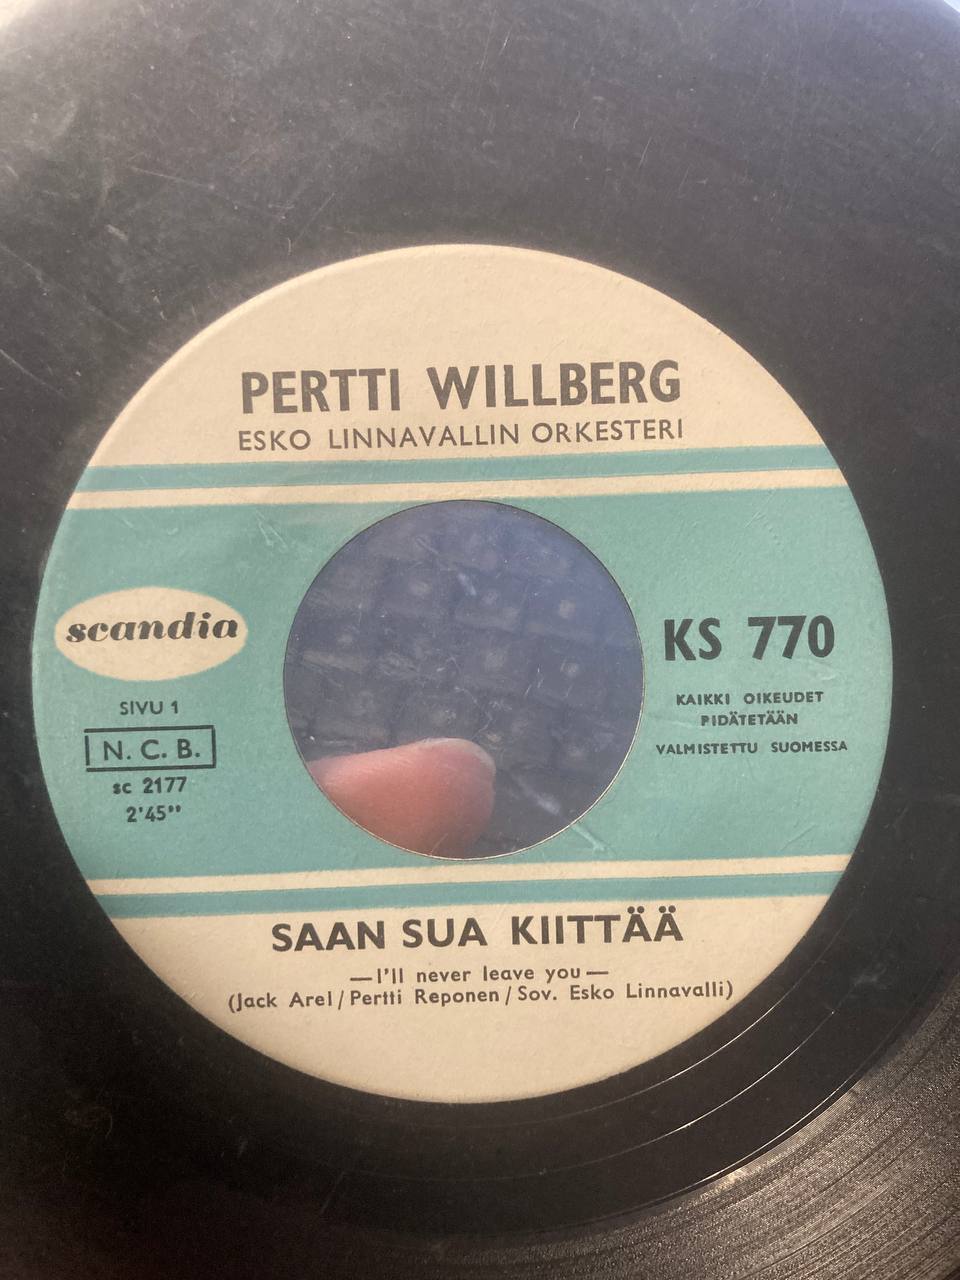 PERTTI WILLBERG
ESKO LINNAVALLIN ORKESTERI
scandia
SIVU 1
N. C. B.
sc 2177
2'45"
KS 770
KAIKKI OIKEUDET
PIDÄTETÄÄN
VALMISTETTU SUOMESSA
SAAN SUA KIITTÄÄ
—I'll never leave you—
(Jack Arel/Pertti Reponen/Sov. Esko Linnavalli)